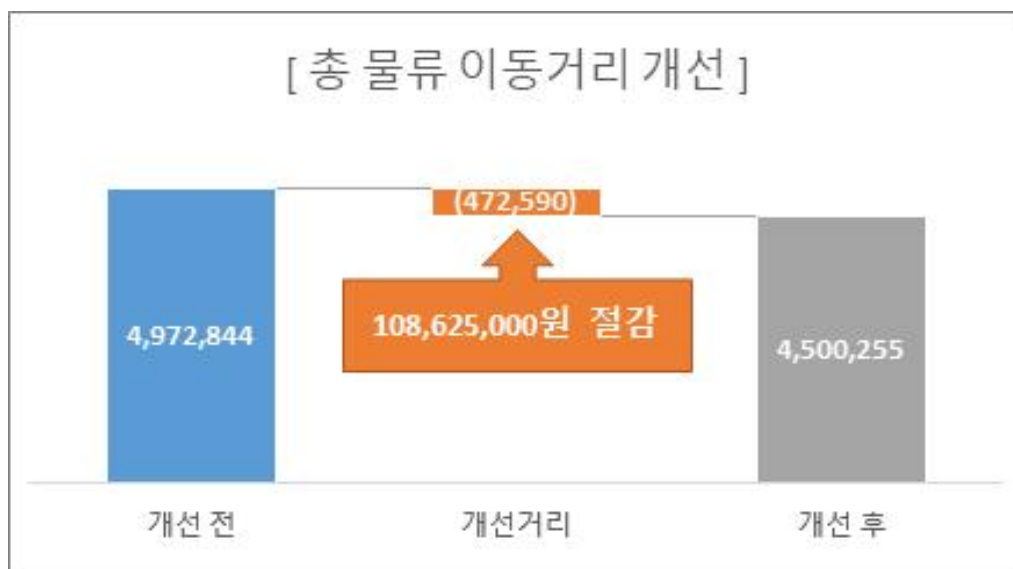 [ 총 물류 이동거리 개선 ]
(472,590)
108,625,000원 절감
4,972,844
4,500,255
개선 전
개선거리
개선 후